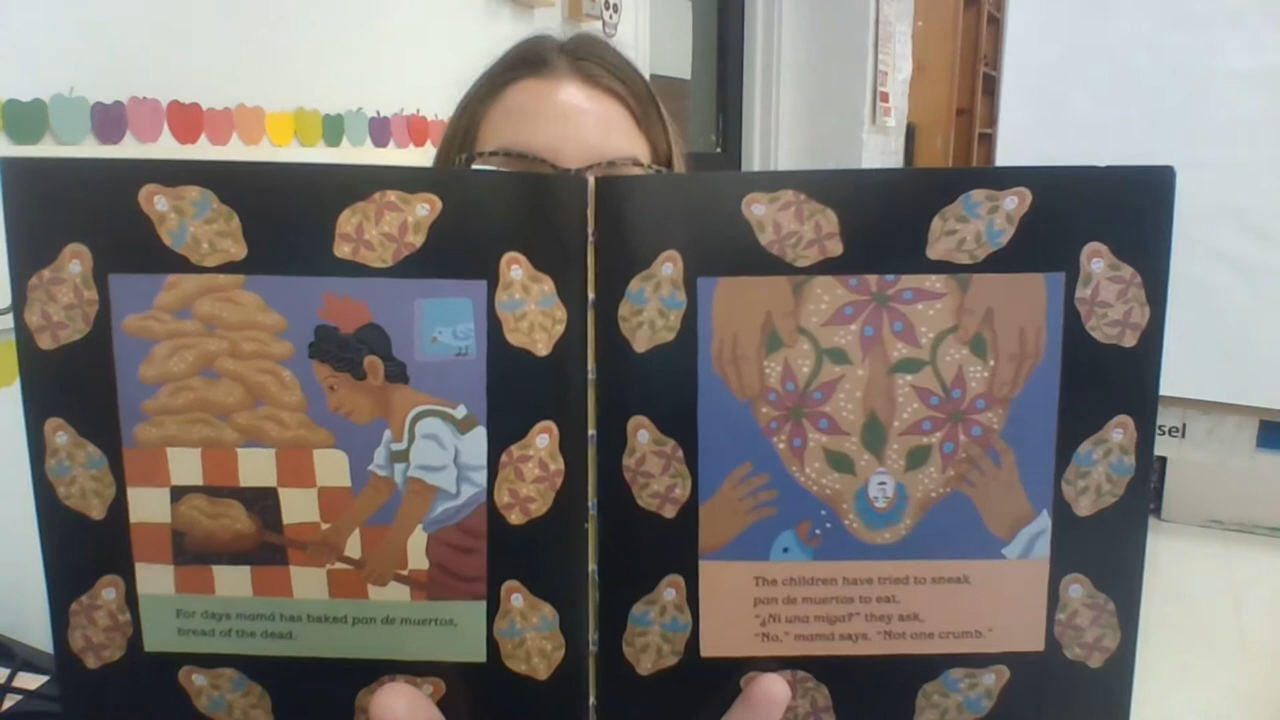 For days mamá has baked pan de muertos,
bread of the dead.
The children have tried to sneak
pan de muertos to eat.
"¿Ni una miga?" they ask.
"No," mamá says. "Not one crumb."
sel